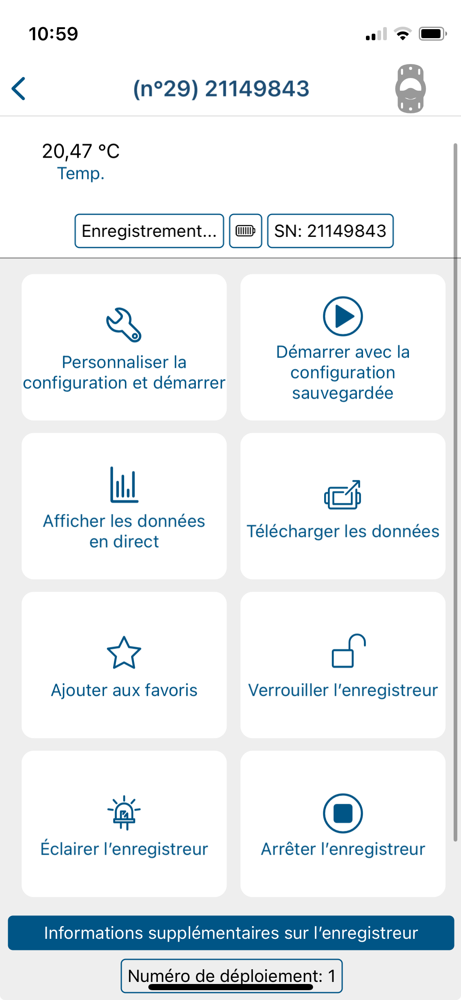 10:59
(n°29) 21149843
20,47 °C
Temp.
Enregistrement...
SN: 21149843
Personnaliser la
configuration et démarrer
Démarrer avec la
configuration
sauvegardée
Afficher les données
en direct
Télécharger les données
Ajouter aux favoris
Verrouiller l’enregistreur
Éclairer l’enregistreur
Arrêter l’enregistreur
Informations supplémentaires sur l’enregistreur
Numéro de déploiement: 1